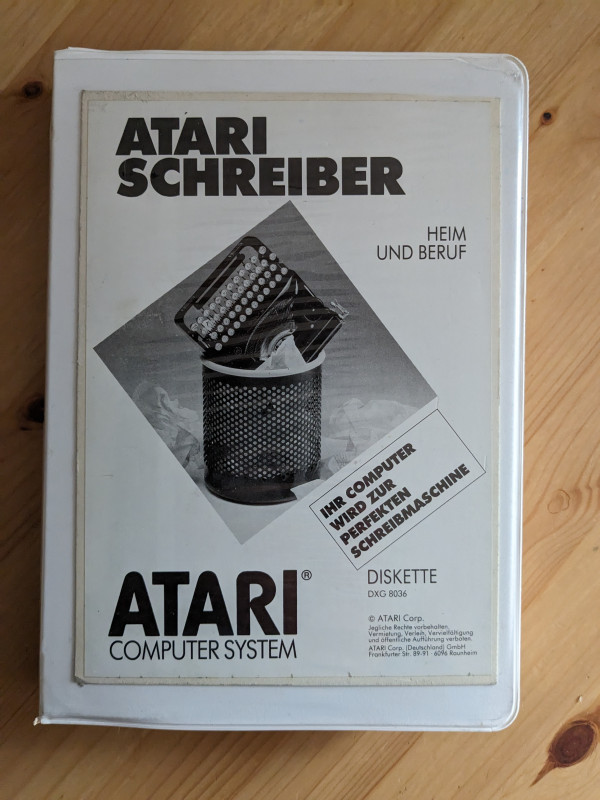 ATARI
SCHREIBER
HEIM
UND BERUF
IHR COMPUTER
WIRD ZUR
PERFEKTEN
SCHREIBMASCHINE
ATARI®
COMPUTER SYSTEM
DISKETTE
DXG 8036
© ATARI Corp.
Jegliche Rechte vorbehalten.
Vermietung, Verleih, Vervielfältigung
und öffentliche Aufführung verboten.
ATARI Corp. (Deutschland) GmbH
Frankfurter Str. 89-91 · 6096 Raunheim